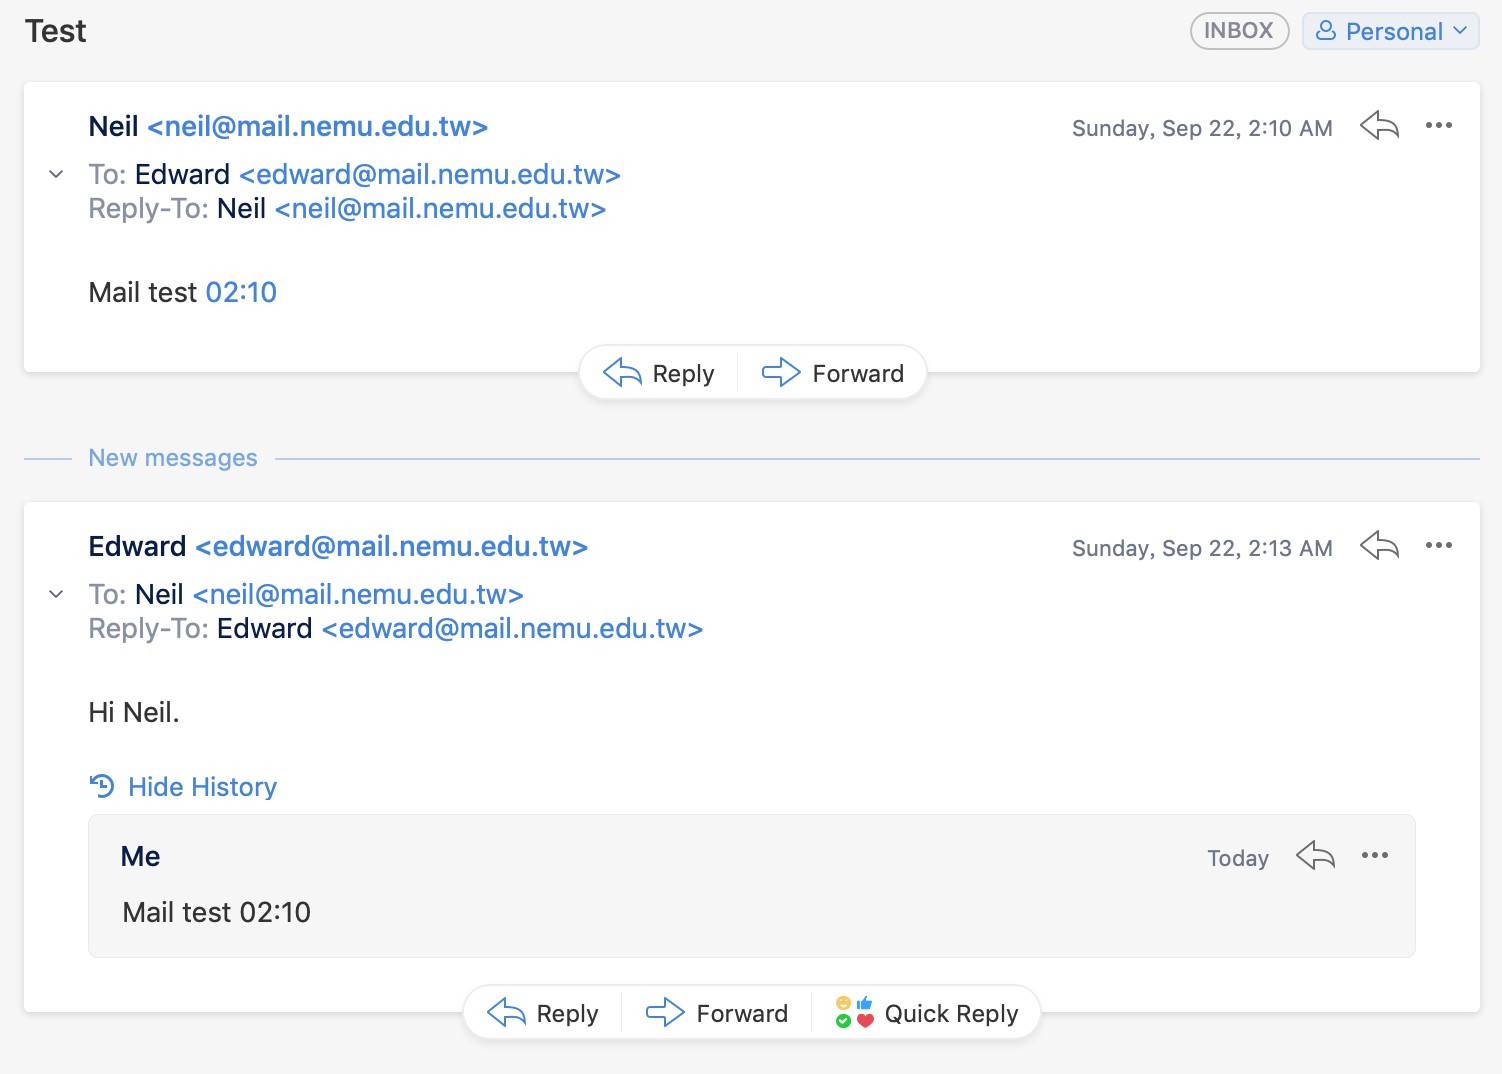 Test
INBOX
Personal
Neil <neil@mail.nemu.edu.tw>
Sunday, Sep 22, 2:10 AM
To: Edward <edward@mail.nemu.edu.tw>
Reply-To: Neil <neil@mail.nemu.edu.tw>
Mail test 02:10
Reply
Forward
New messages
Edward <edward@mail.nemu.edu.tw>
Sunday, Sep 22, 2:13 AM
To: Neil <neil@mail.nemu.edu.tw>
Reply-To: Edward <edward@mail.nemu.edu.tw>
Hi Neil.
Hide History
Me
Today
Mail test 02:10
Reply
Forward
Quick Reply